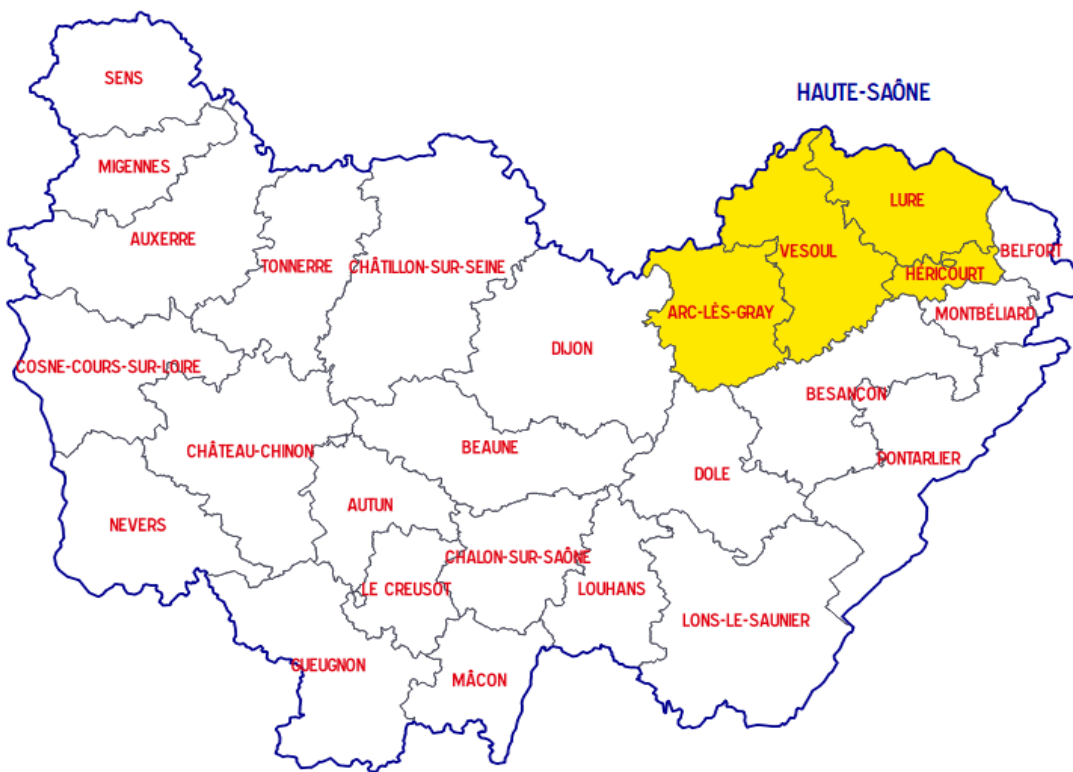 SENS
HAUTE-SAÔNE
MIGENNES
LURE
AUXERRE
BELFORT
VESOUL
TONNERRE
CHÂTILLON-SUR-SEINE
HÉRICOURT
ARC-LÈS-GRAY
MONTBÉLIARD
DIJON
COSNE-COURS-SUR-LOIRE
BESANÇON
CHÂTEAU-CHINON
BEAUNE
PONTARLIER
DOLE
AUTUN
NEVERS
CHALON-SUR-SAÔNE
LE CREUSOT
LOUHANS
LONS-LE-SAUNIER
GUEUGNON
MÂCON